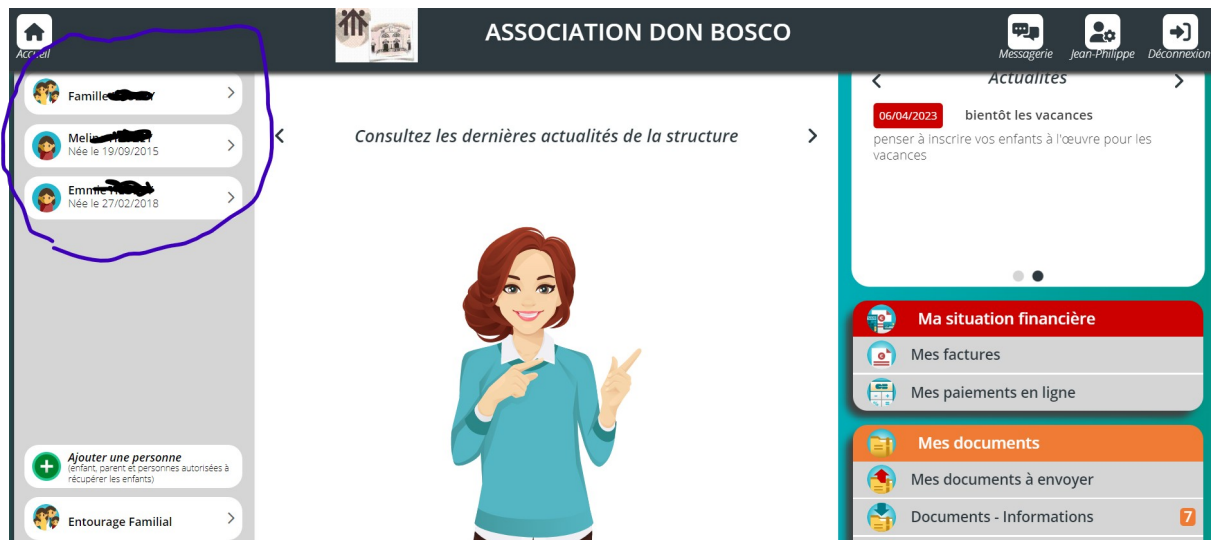 ASSOCIATION DON BOSCO
Accueil
Messagerie
Jean-Philippe
Déconnexion
Famille
Née le 19/09/2015
Emmie
Née le 27/02/2018
Ajouter une personne
(enfant, parent et personnes autorisées à
récupérer les enfants)
Entourage Familial
Consultez les dernières actualités de la structure
Actualités
06/04/2023 bientôt les vacances
penser à inscrire vos enfants à l'œuvre pour les
vacances
Ma situation financière
Mes factures
Mes paiements en ligne
Mes documents
Mes documents à envoyer
Documents - Informations 7